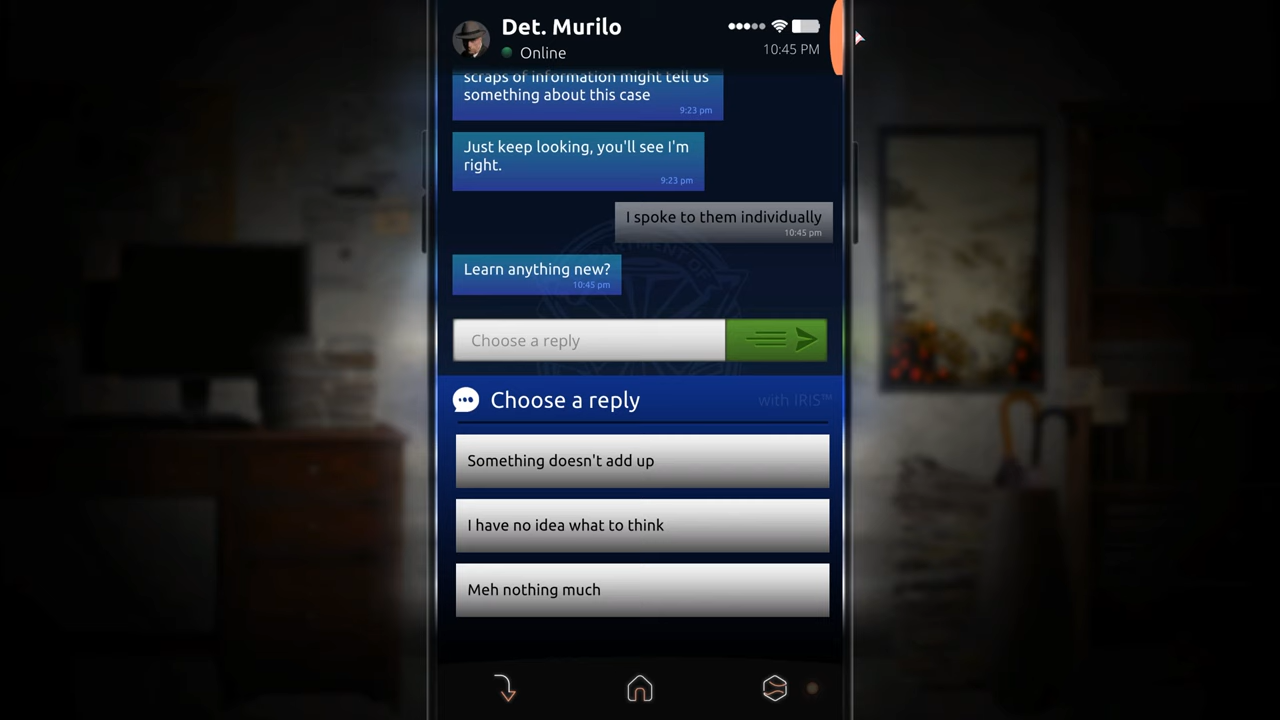 Det. Murilo
Online
10:45 PM
scraps of information might tell us
something about this case
9:23 pm
Just keep looking, you'll see I'm
right.
9:23 pm
I spoke to them individually
10:45 pm
Learn anything new?
10:45 pm
Choose a reply
Choose a reply
with IRIS™
Something doesn't add up
I have no idea what to think
Meh nothing much